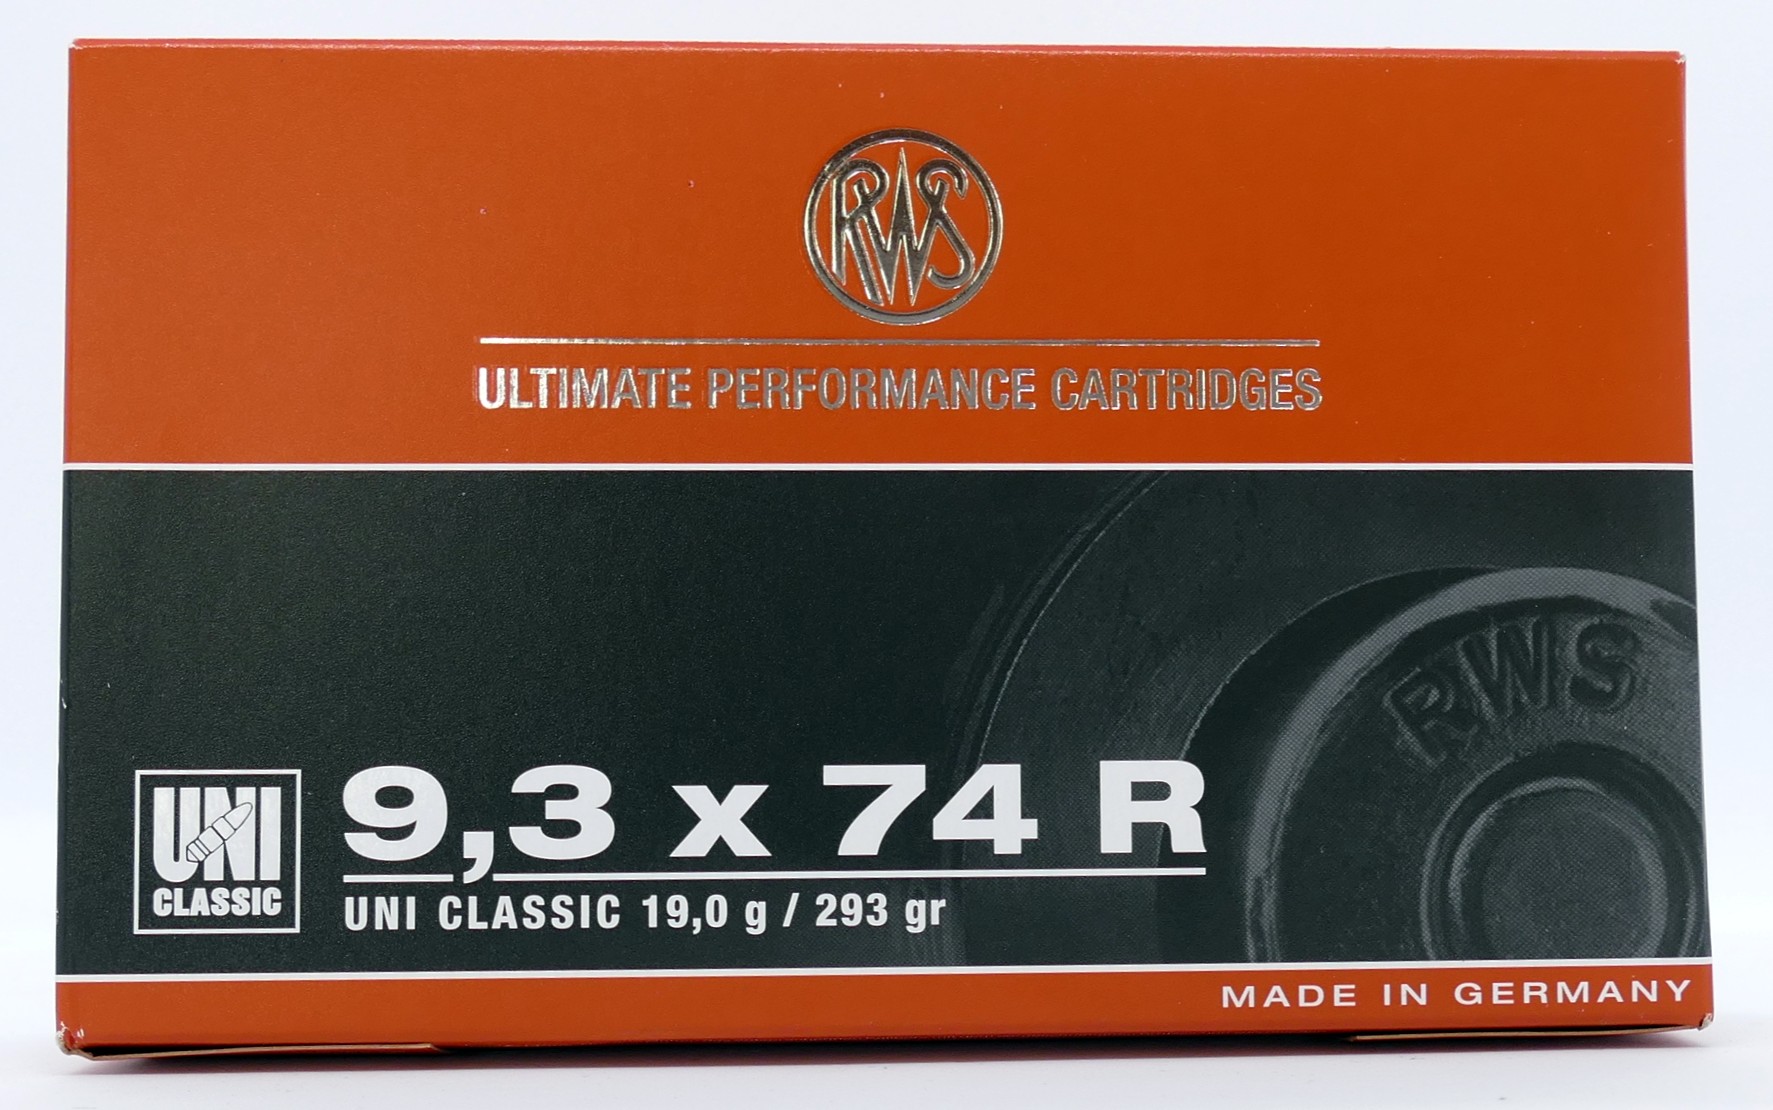 RWS
ULTIMATE PERFORMANCE CARTRIDGES
RWS
UNI
CLASSIC
9,3 x 74 R
UNI CLASSIC 19,0 g / 293 gr
MADE IN GERMANY